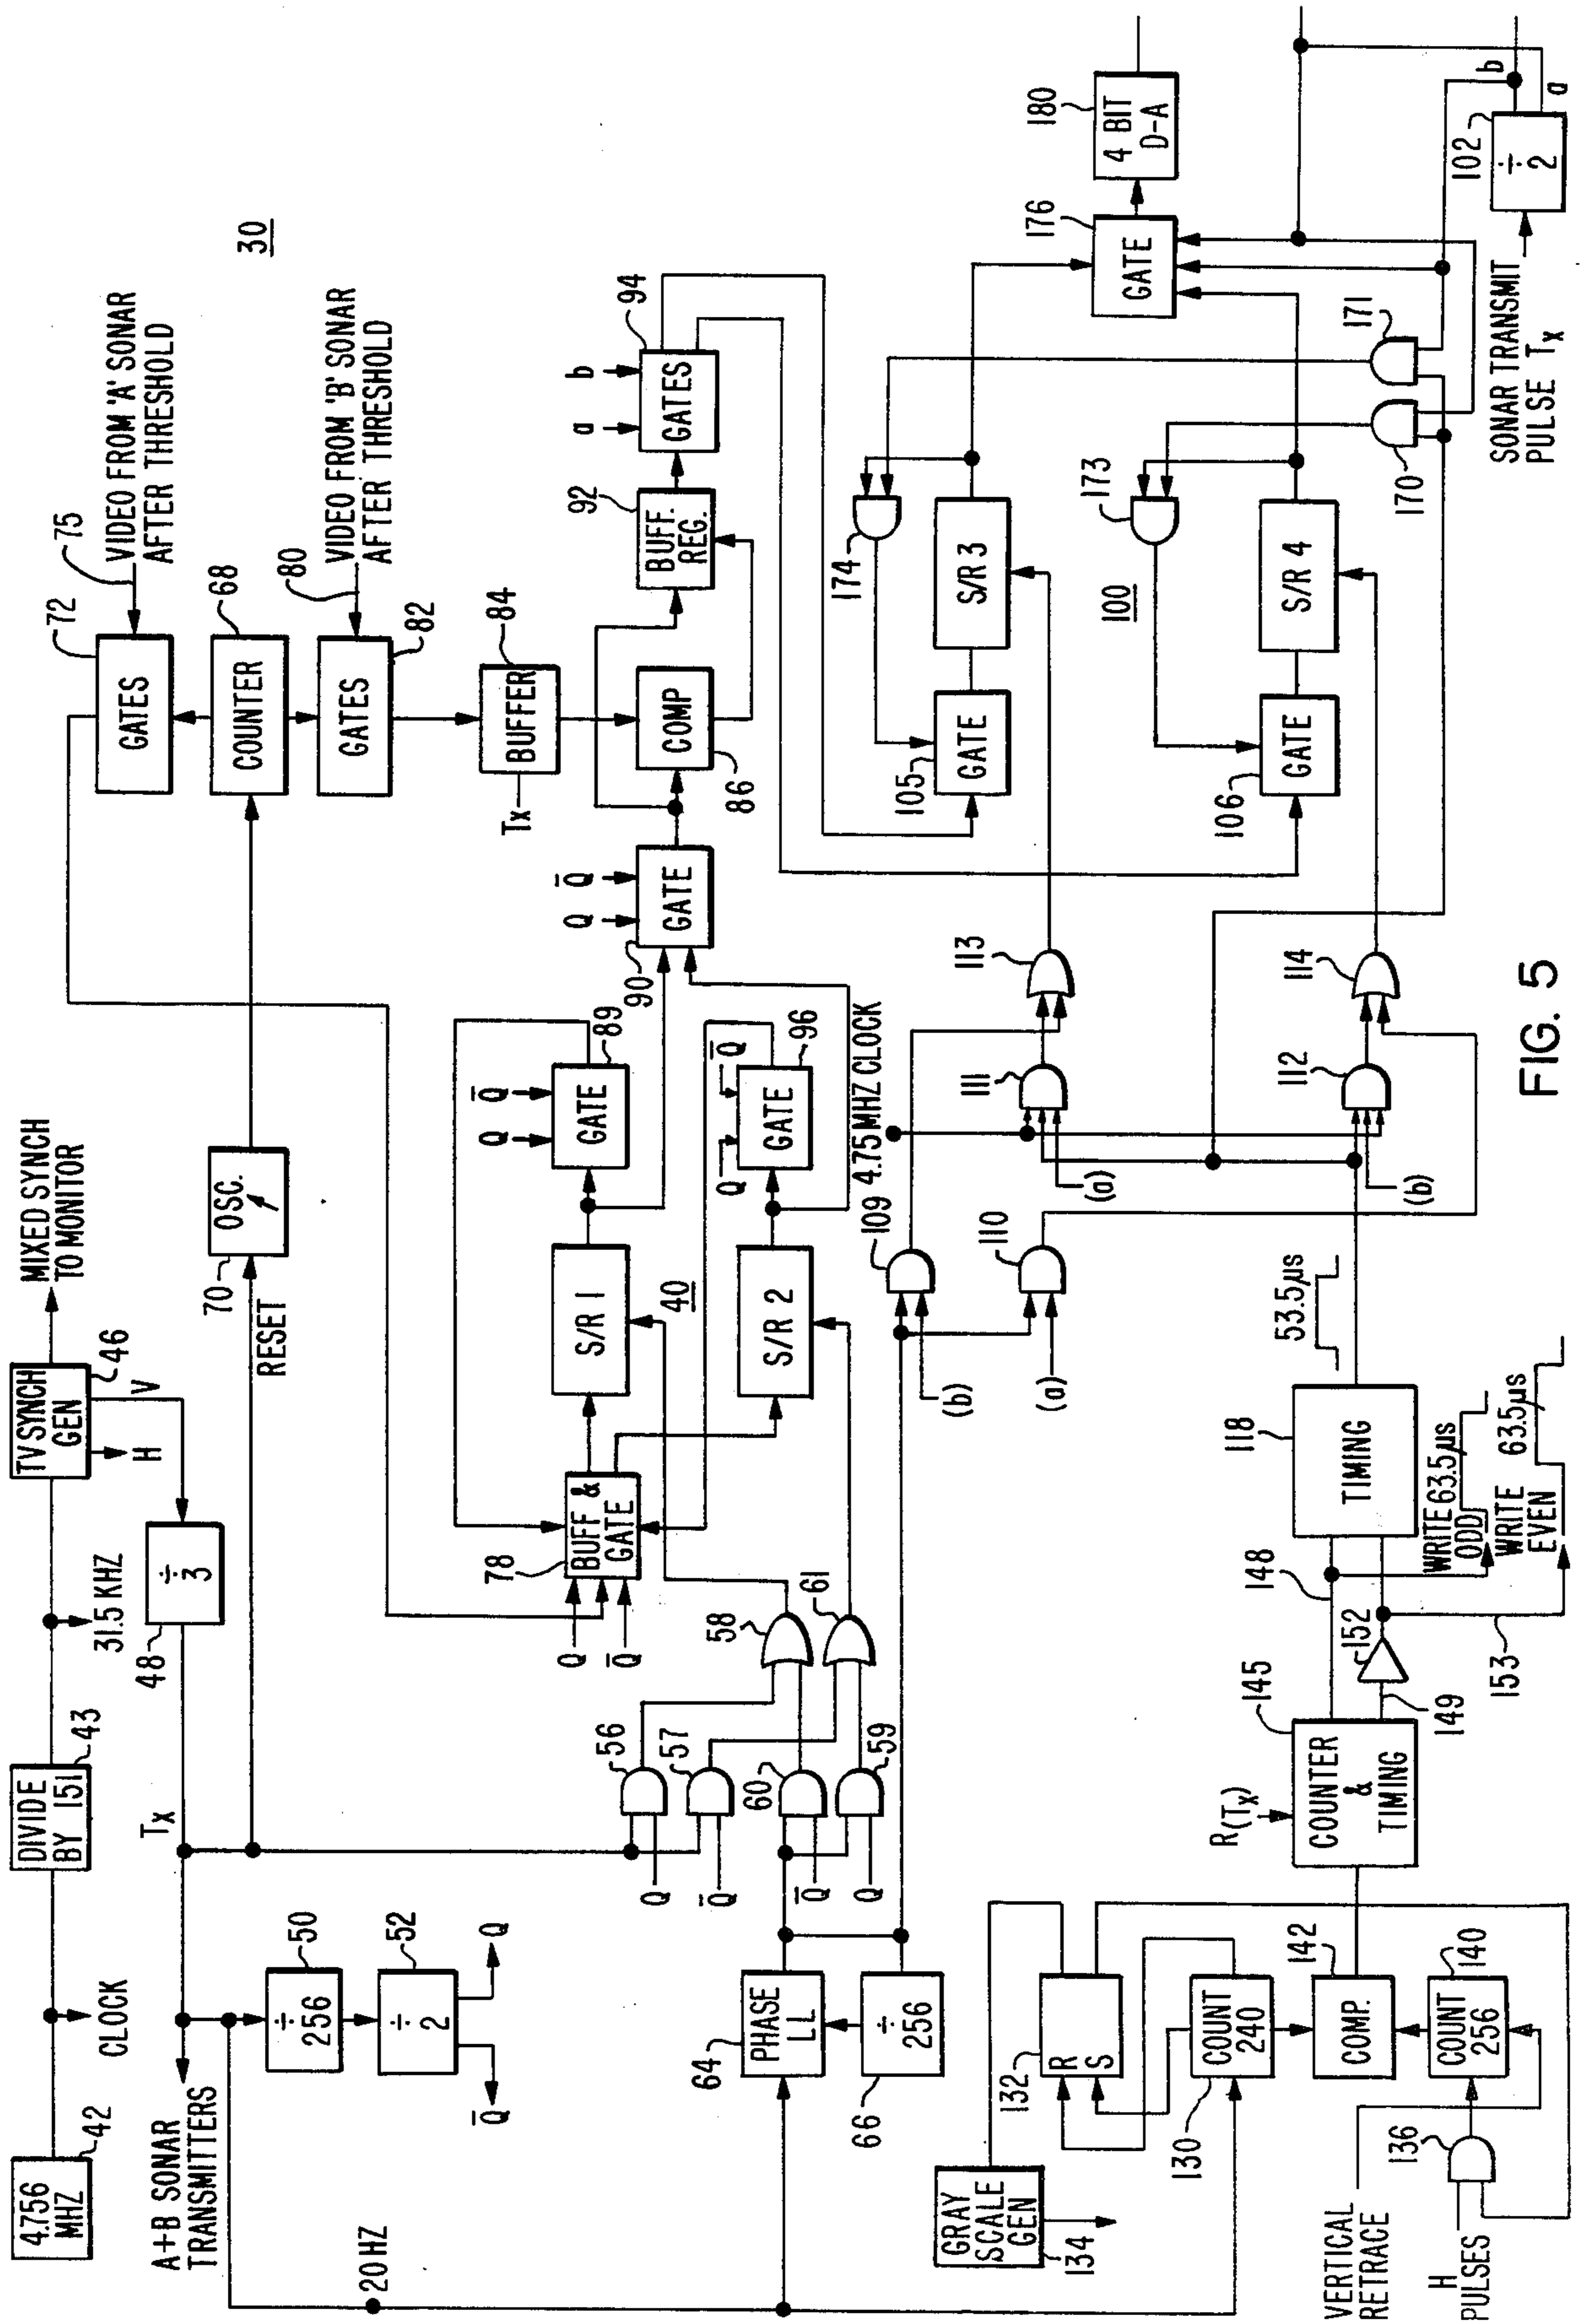 30
4.756
MHZ
42
CLOCK
DIVIDE
BY 151
43
31.5 KHZ
TV SYNCH
GEN
46
H
V
MIXED SYNCH
TO MONITOR
÷
3
48
Tx
A+B SONAR
TRANSMITTERS
20 HZ
÷
256
50
÷
2
52
Q
Q̅
RESET
OSC.
70
GATES
72
75
VIDEO FROM 'A' SONAR
AFTER THRESHOLD
COUNTER
68
GATES
82
80
VIDEO FROM 'B' SONAR
AFTER THRESHOLD
BUFFER
84
Tx
COMP
86
BUFF.
REG.
92
GATES
94
a
b
GATE
90
Q
Q̅
BUFF &
GATE
78
Q
Q̅
S/R 1
GATE
89
Q
Q̅
40
S/R 2
GATE
96
Q
Q̅
56
57
58
59
60
61
Q
Q̅
Q̅
Q
PHASE
LL
64
÷
256
66
4.75 MHZ CLOCK
109
(b)
110
(a)
111
(a)
112
(b)
113
114
GATE
105
S/R 3
174
100
GATE
106
S/R 4
173
170
171
GATE
176
4 BIT
D-A
180
÷
2
102
b
a
SONAR TRANSMIT
PULSE Tx
GRAY
SCALE
GEN
134
R
S
132
COUNT
240
130
COMP.
142
COUNT
256
140
136
VERTICAL
RETRACE
H
PULSES
R(Tx)
COUNTER
&
TIMING
145
148
149
152
153
TIMING
118
53.5µs
WRITE
ODD
63.5µs
WRITE
EVEN
63.5µs
FIG. 5